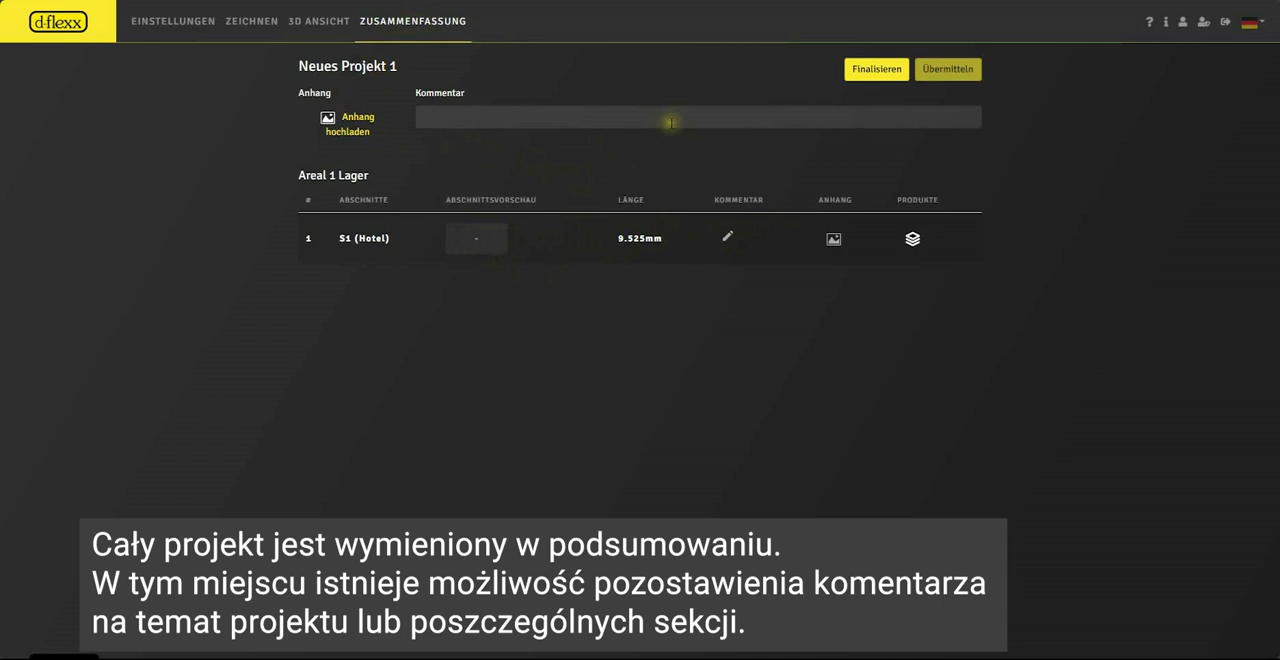 d-flexx
EINSTELLUNGEN ZEICHNEN 3D ANSICHT ZUSAMMENFASSUNG
Neues Projekt 1
Finalisieren Übermitteln
Anhang Kommentar
Anhang
hochladen
Areal 1 Lager
# ABSCHNITTE ABSCHNITTSVORSCHAU LÄNGE KOMMENTAR ANHANG PRODUKTE
1 S1 (Hotel) - 9.525mm
Cały projekt jest wymieniony w podsumowaniu.
W tym miejscu istnieje możliwość pozostawienia komentarza
na temat projektu lub poszczególnych sekcji.